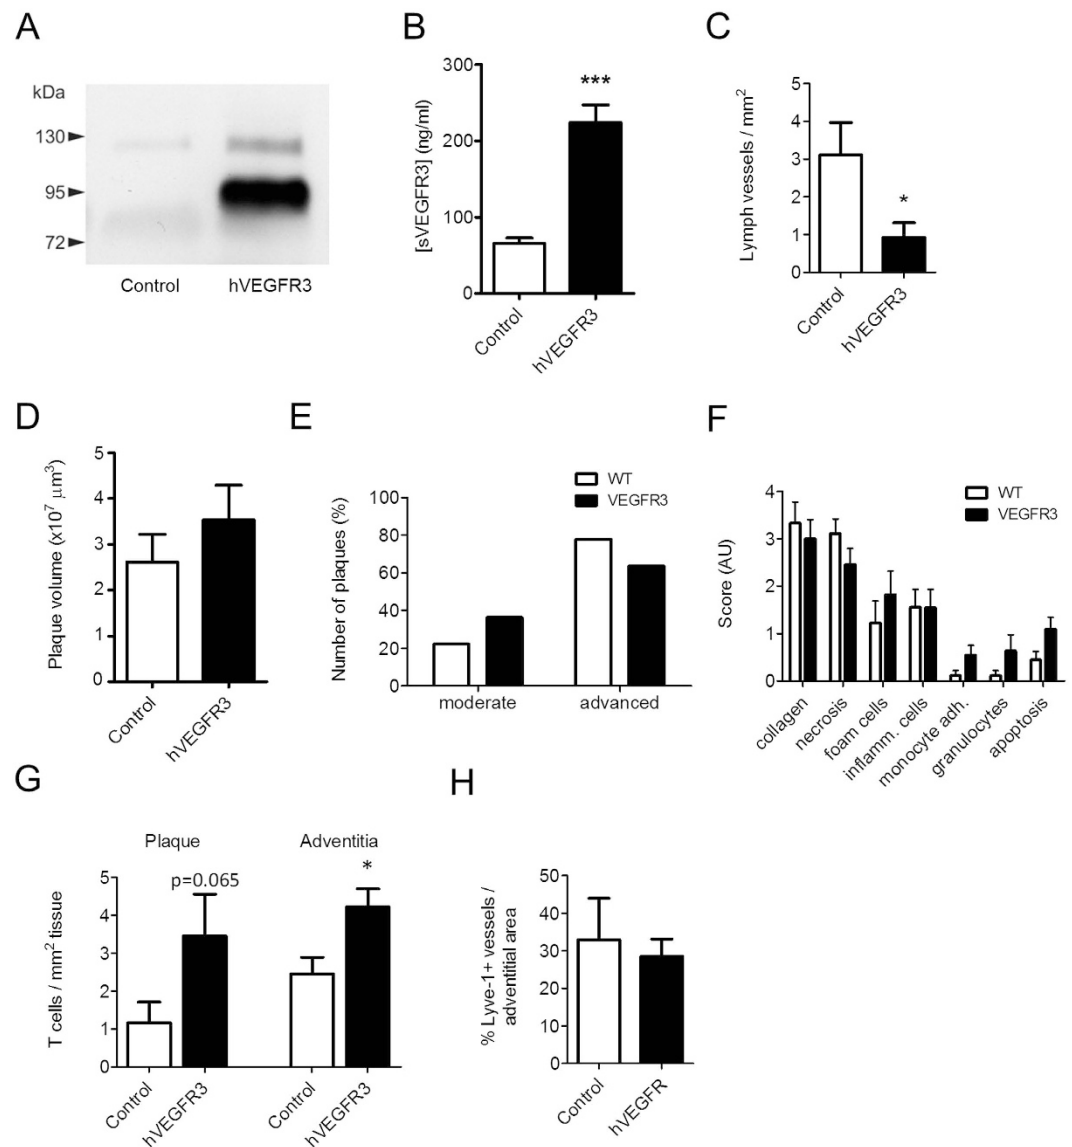 A
kDa
130
95
72
Control
hVEGFR3
B
[sVEGFR3] (ng/ml)
300
200
100
0
***
Control
hVEGFR3
C
Lymph vessels / mm²
5
4
3
2
1
0
*
Control
hVEGFR3
D
Plaque volume (x10⁷ µm³)
5
4
3
2
1
0
Control
hVEGFR3
E
WT
VEGFR3
Number of plaques (%)
100
80
60
40
20
0
moderate
advanced
F
WT
VEGFR3
Score (AU)
4
3
2
1
0
collagen
necrosis
foam cells
inflamm. cells
monocyte adh.
granulocytes
apoptosis
G
Plaque
Adventitia
p=0.065
*
T cells / mm² tissue
5
4
3
2
1
0
Control
hVEGFR3
Control
hVEGFR3
H
% Lyve-1+ vessels /
adventitial area
50
40
30
20
10
0
Control
hVEGFR